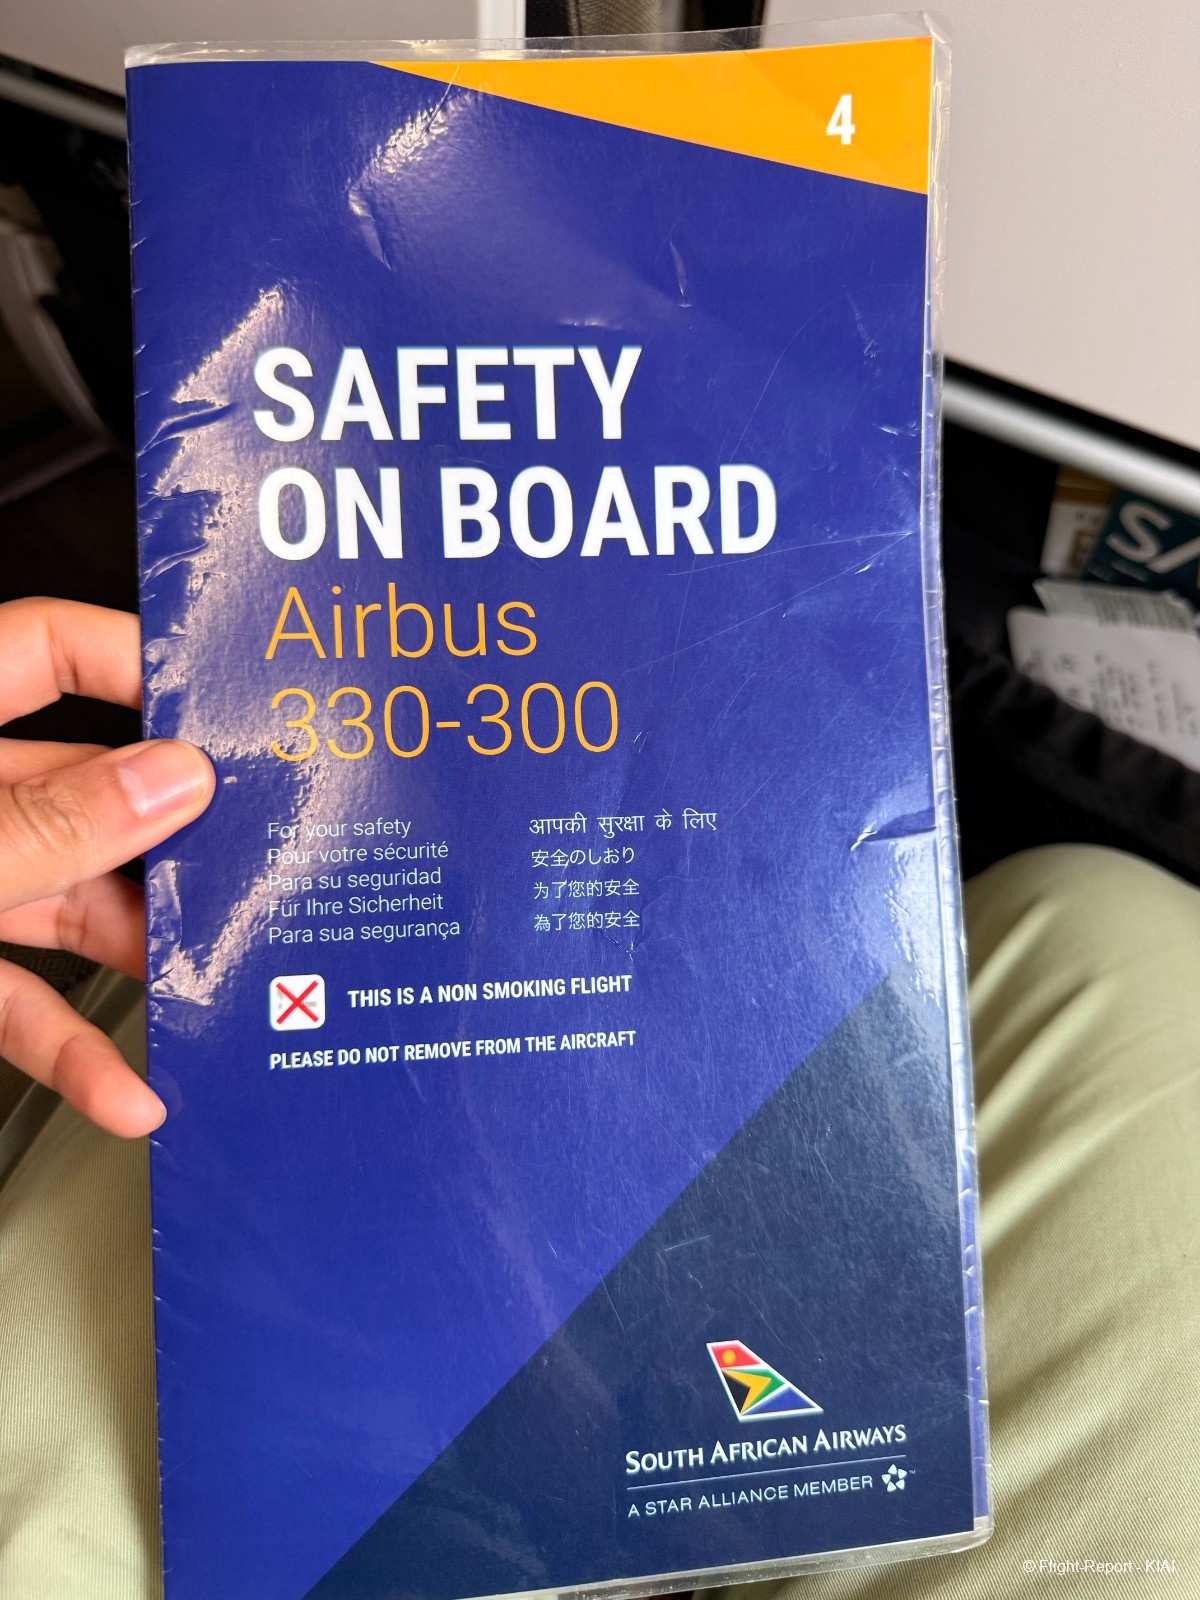 4
SAFETY
ON BOARD
Airbus
330-300
For your safety
Pour votre sécurité
Para su seguridad
Für Ihre Sicherheit
Para sua segurança
आपकी सुरक्षा के लिए
安全のしおり
为了您的安全
為了您的安全
THIS IS A NON SMOKING FLIGHT
PLEASE DO NOT REMOVE FROM THE AIRCRAFT
SOUTH AFRICAN AIRWAYS
A STAR ALLIANCE MEMBER ™
© Flight-Report - KIAI